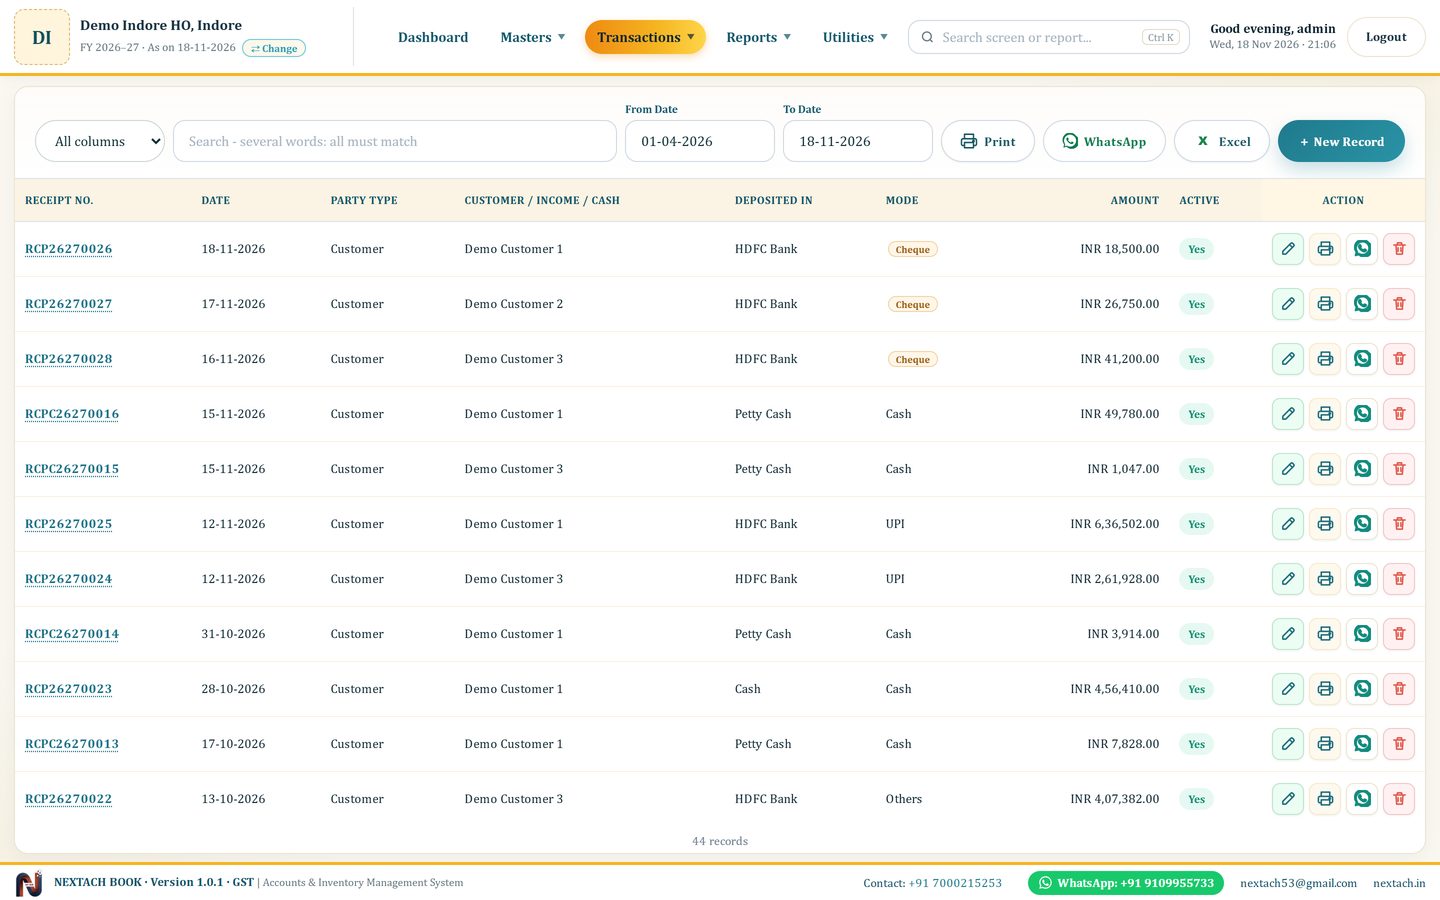 DI
Demo Indore HO, Indore
FY 2026–27 · As on 18-11-2026 ⇄ Change
Dashboard Masters ▼ Transactions ▼ Reports ▼ Utilities ▼
Search screen or report... Ctrl K
Good evening, admin
Wed, 18 Nov 2026 · 21:06
Logout
From Date To Date
All columns Search - several words: all must match 01-04-2026 18-11-2026 Print WhatsApp X Excel + New Record
RECEIPT NO. DATE PARTY TYPE CUSTOMER / INCOME / CASH DEPOSITED IN MODE AMOUNT ACTIVE ACTION
RCP26270026 18-11-2026 Customer Demo Customer 1 HDFC Bank Cheque INR 18,500.00 Yes
RCP26270027 17-11-2026 Customer Demo Customer 2 HDFC Bank Cheque INR 26,750.00 Yes
RCP26270028 16-11-2026 Customer Demo Customer 3 HDFC Bank Cheque INR 41,200.00 Yes
RCPC26270016 15-11-2026 Customer Demo Customer 1 Petty Cash Cash INR 49,780.00 Yes
RCPC26270015 15-11-2026 Customer Demo Customer 3 Petty Cash Cash INR 1,047.00 Yes
RCP26270025 12-11-2026 Customer Demo Customer 1 HDFC Bank UPI INR 6,36,502.00 Yes
RCP26270024 12-11-2026 Customer Demo Customer 3 HDFC Bank UPI INR 2,61,928.00 Yes
RCPC26270014 31-10-2026 Customer Demo Customer 1 Petty Cash Cash INR 3,914.00 Yes
RCP26270023 28-10-2026 Customer Demo Customer 1 Cash Cash INR 4,56,410.00 Yes
RCPC26270013 17-10-2026 Customer Demo Customer 1 Petty Cash Cash INR 7,828.00 Yes
RCP26270022 13-10-2026 Customer Demo Customer 3 HDFC Bank Others INR 4,07,382.00 Yes
44 records
N NEXTACH BOOK · Version 1.0.1 · GST | Accounts & Inventory Management System Contact: +91 7000215253 WhatsApp: +91 9109955733 nextach53@gmail.com nextach.in